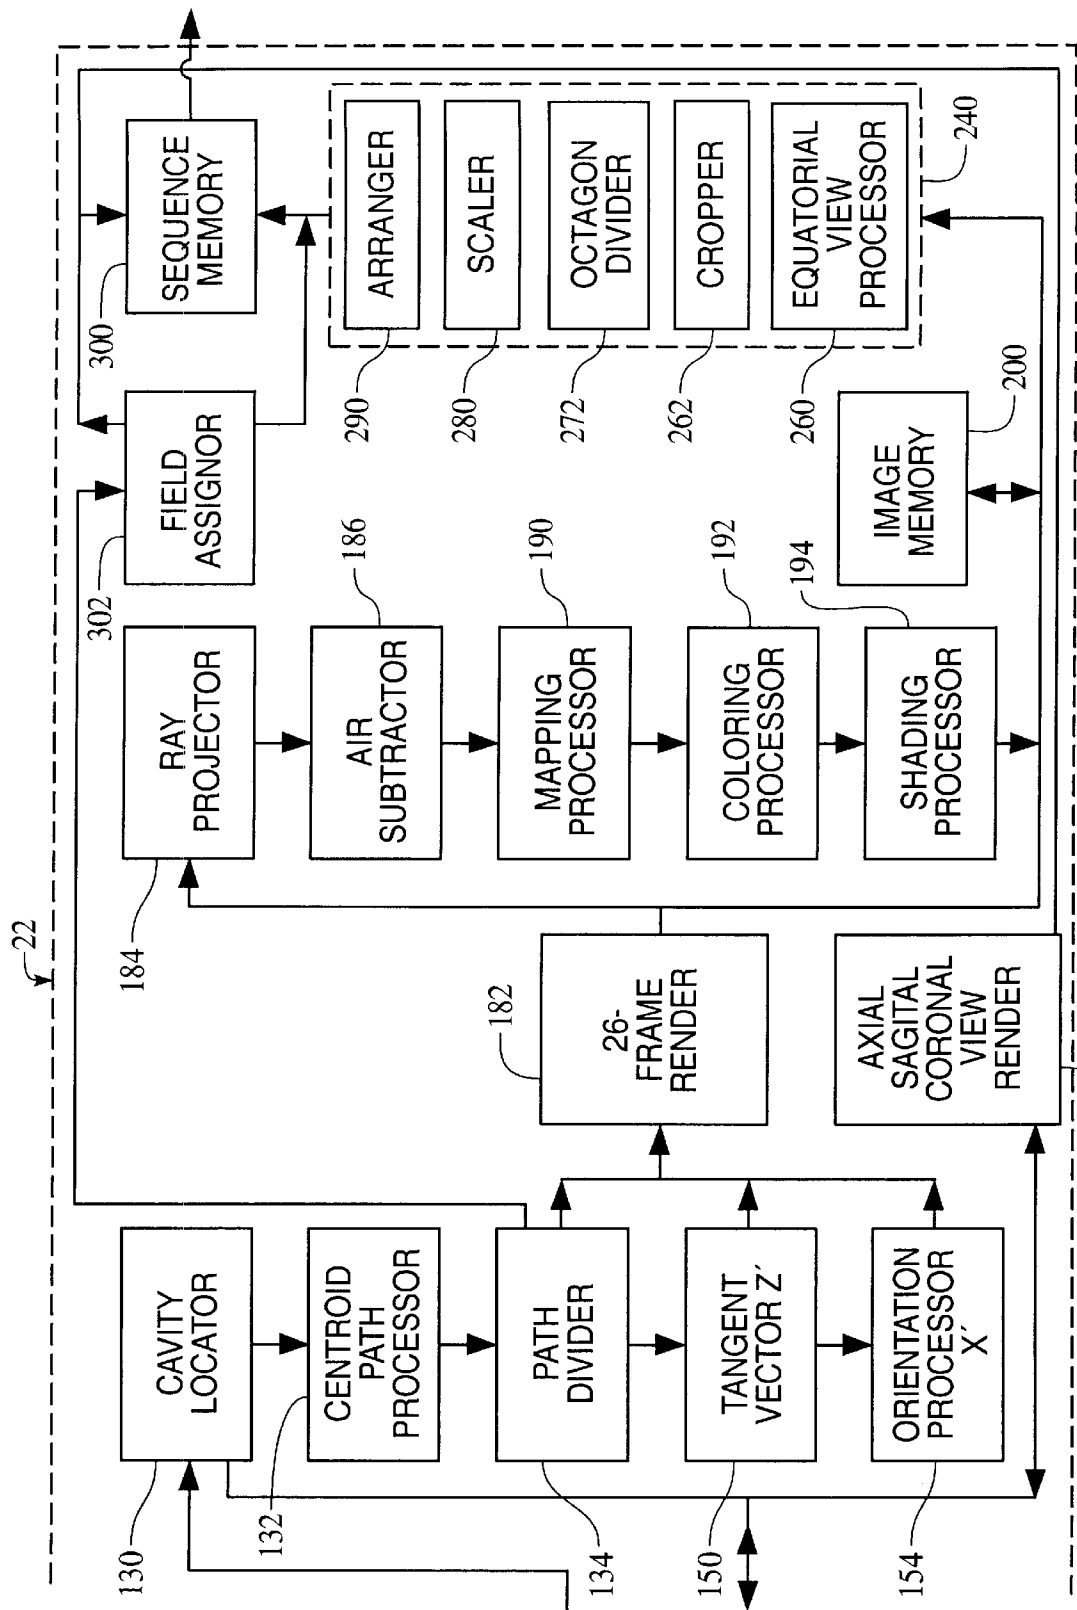 22
CAVITY
LOCATOR
130
CENTROID
PATH
PROCESSOR
132
PATH
DIVIDER
134
TANGENT
VECTOR Z′
150
ORIENTATION
PROCESSOR
X′
154
26-
FRAME
RENDER
182
AXIAL
SAGITAL
CORONAL
VIEW
RENDER
RAY
PROJECTOR
184
AIR
SUBTRACTOR
186
MAPPING
PROCESSOR
190
COLORING
PROCESSOR
192
SHADING
PROCESSOR
194
FIELD
ASSIGNOR
302
IMAGE
MEMORY
200
SEQUENCE
MEMORY
300
ARRANGER
290
SCALER
280
OCTAGON
DIVIDER
272
CROPPER
262
EQUATORIAL
VIEW
PROCESSOR
260
240